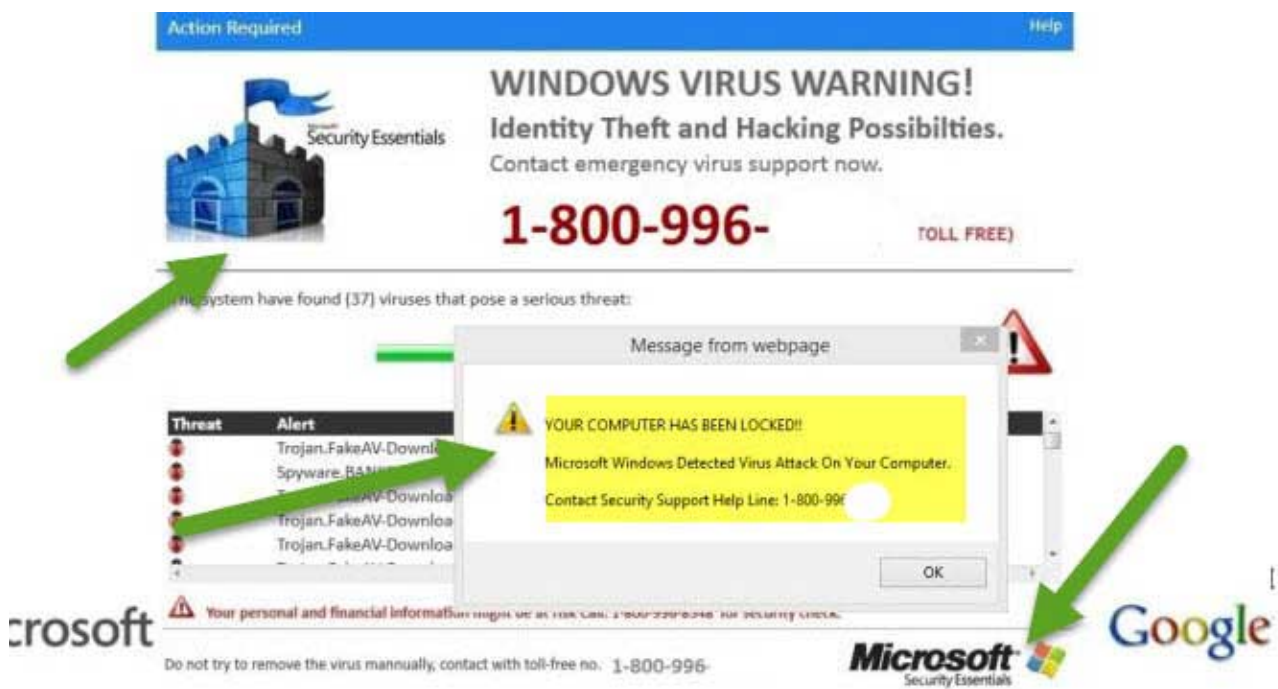 Action Required
Help
Security Essentials
WINDOWS VIRUS WARNING!
Identity Theft and Hacking Possibilties.
Contact emergency virus support now.
1-800-996-
TOLL FREE)
system have found (37) viruses that pose a serious threat:
Message from webpage
YOUR COMPUTER HAS BEEN LOCKED!!
Microsoft Windows Detected Virus Attack On Your Computer.
Contact Security Support Help Line: 1-800-996
OK
Threat Alert
Trojan.FakeAV-Downl
Spyware.BAN
Trojan.FakeAV-Downloa
Trojan.FakeAV-Downloa
Your personal and financial information
crosoft
Google
Do not try to remove the virus mannually, contact with toll-free no. 1-800-996-
Microsoft
Security Essentials